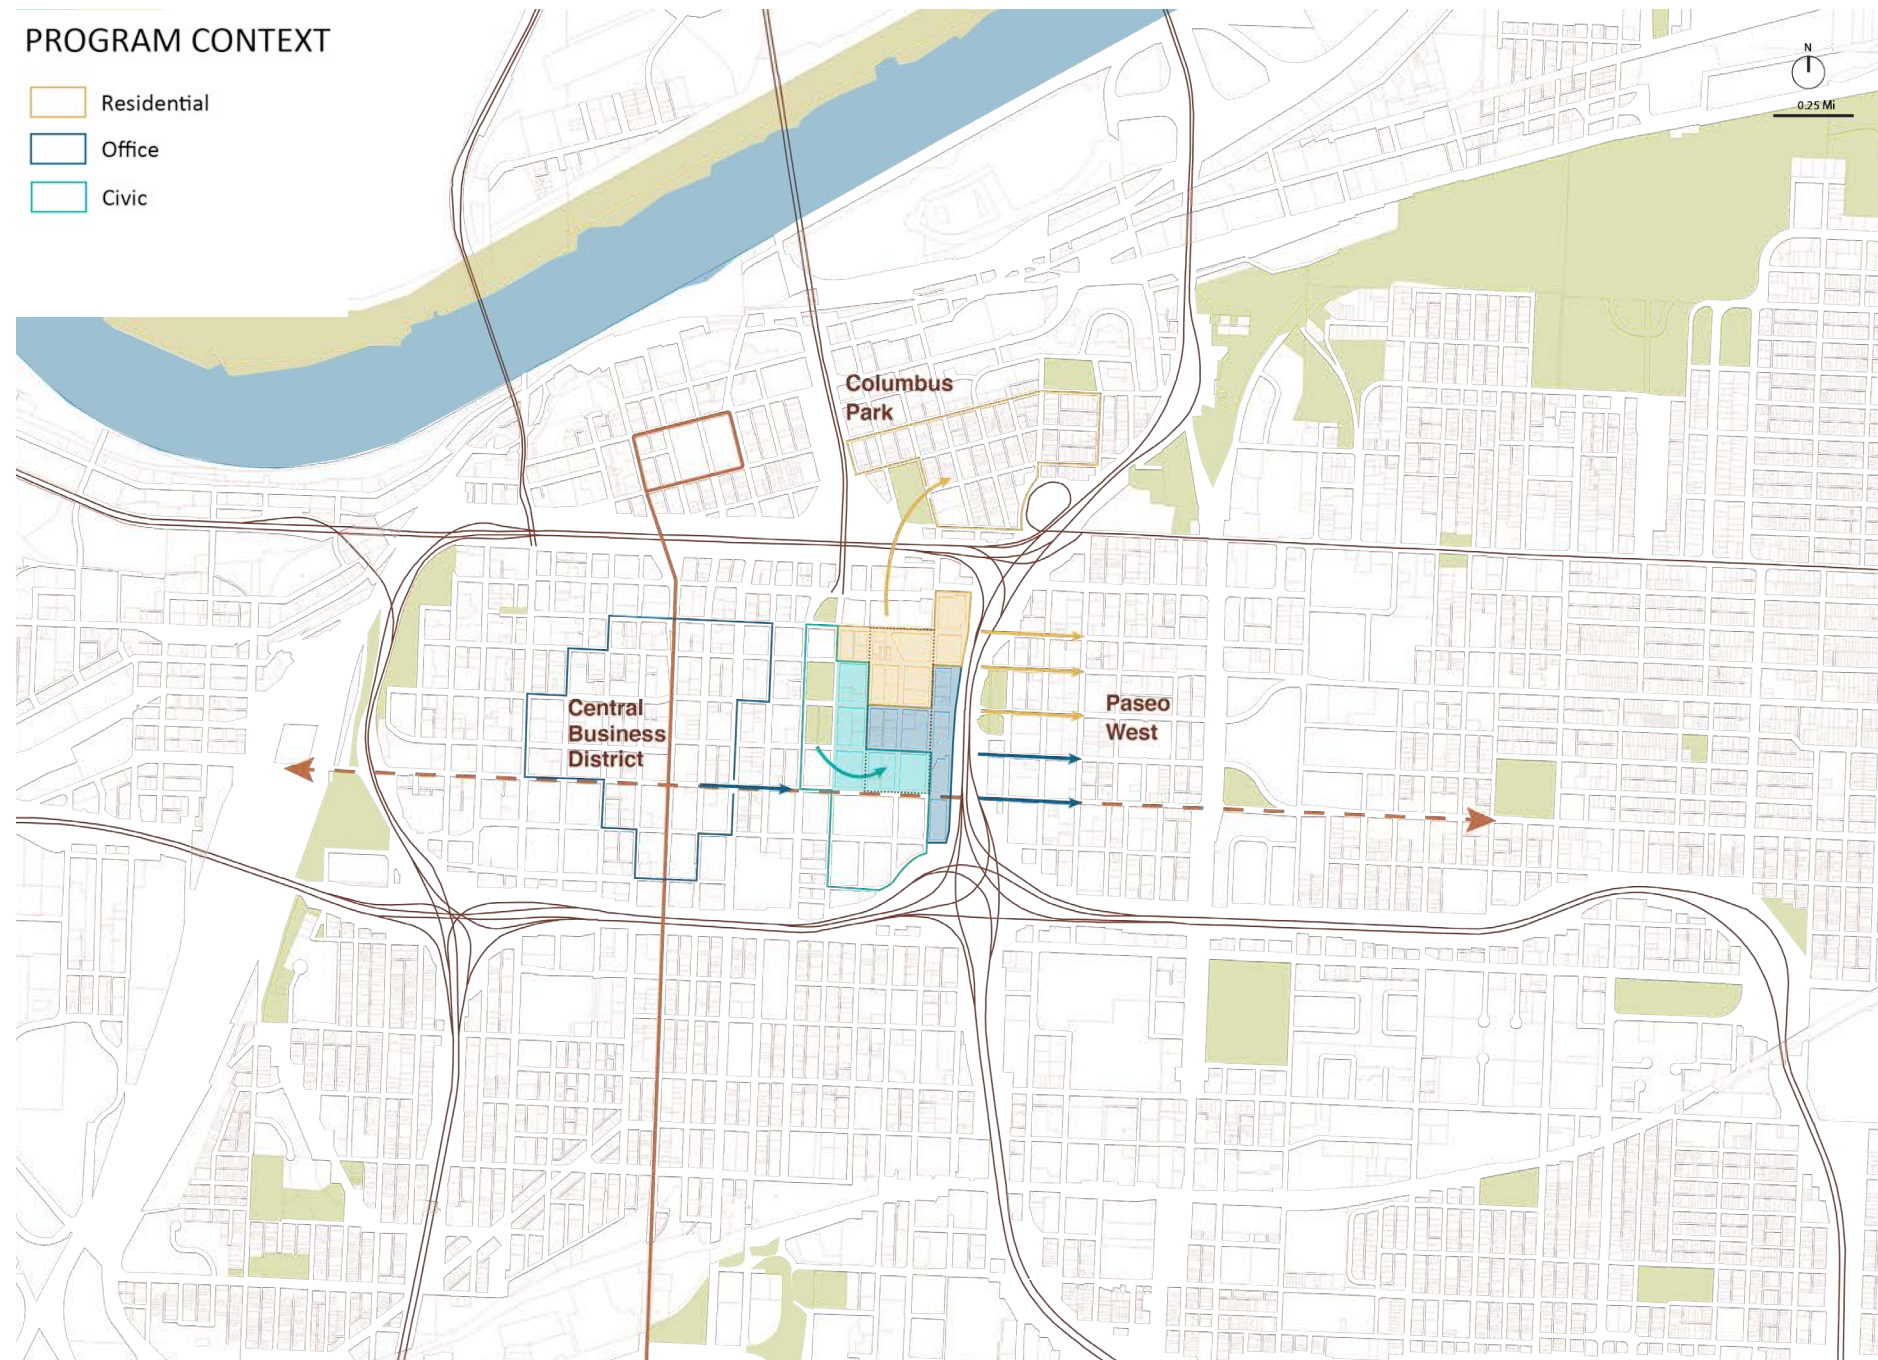 PROGRAM CONTEXT
Residential
Office
Civic
N
0.25 Mi
Columbus
Park
Central
Business
District
Paseo
West